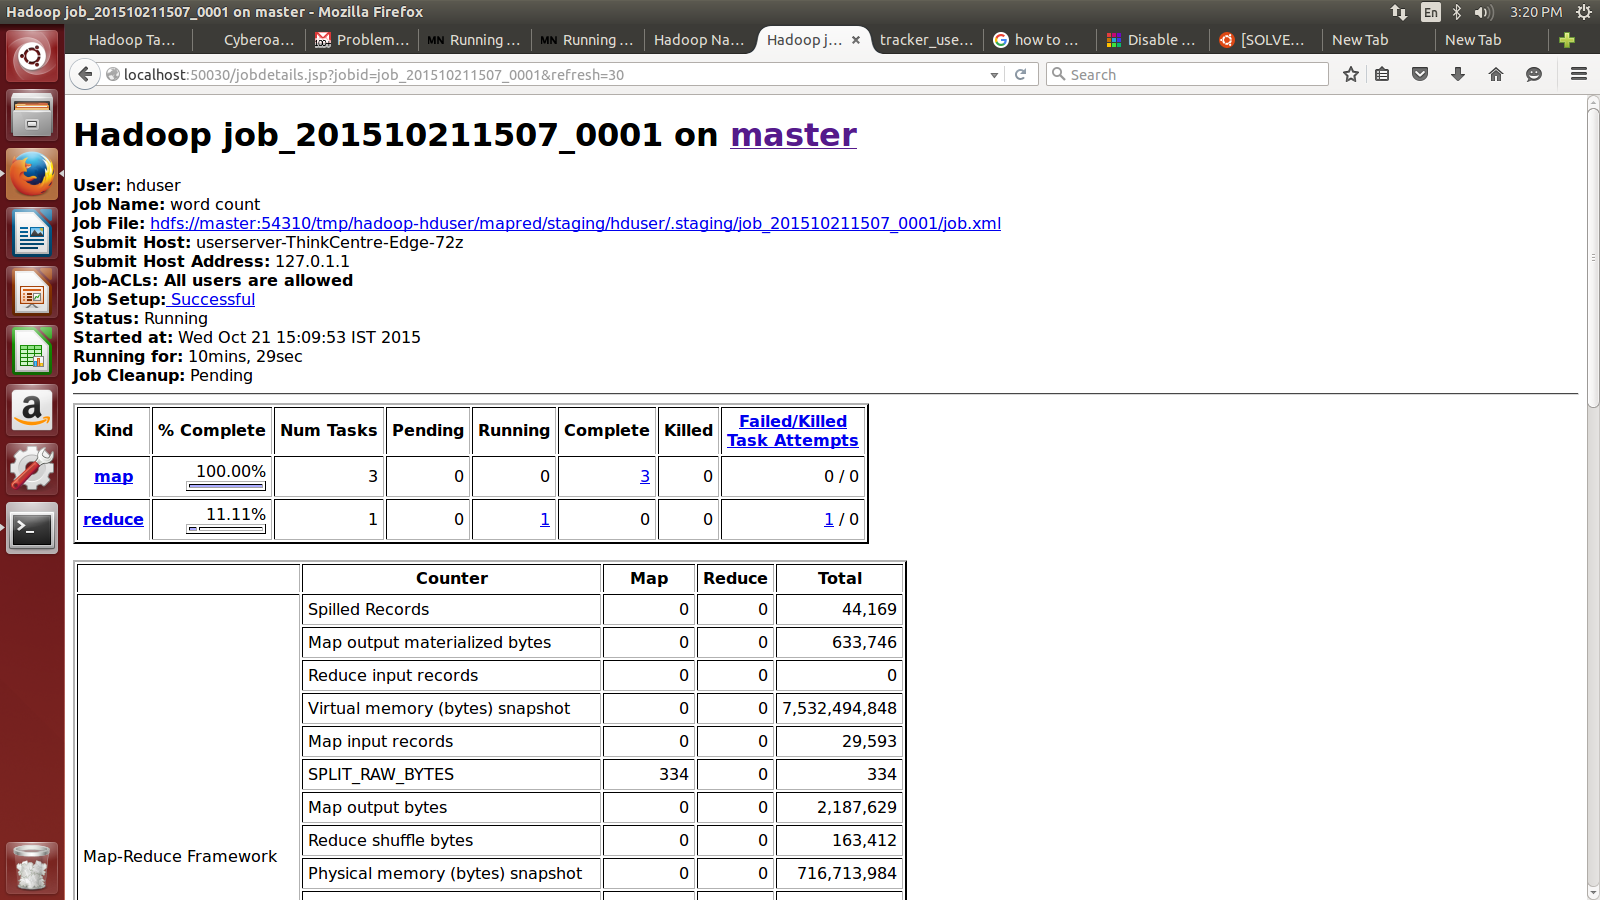 Hadoop job_201510211507_0001 on master - Mozilla Firefox
En 3:20 PM
Hadoop Ta... Cyberoa... Problem... Running ... Running ... Hadoop Na... Hadoop j... tracker_use... how to ... Disable ... [SOLVE... New Tab New Tab
localhost:50030/jobdetails.jsp?jobid=job_201510211507_0001&refresh=30 Search
Hadoop job_201510211507_0001 on master
User: hduser
Job Name: word count
Job File: hdfs://master:54310/tmp/hadoop-hduser/mapred/staging/hduser/.staging/job_201510211507_0001/job.xml
Submit Host: userserver-ThinkCentre-Edge-72z
Submit Host Address: 127.0.1.1
Job-ACLs: All users are allowed
Job Setup: Successful
Status: Running
Started at: Wed Oct 21 15:09:53 IST 2015
Running for: 10mins, 29sec
Job Cleanup: Pending
Kind % Complete Num Tasks Pending Running Complete Killed Failed/Killed Task Attempts
map 100.00% 3 0 0 3 0 0 / 0
reduce 11.11% 1 0 1 0 0 1 / 0
Counter Map Reduce Total
Spilled Records 0 0 44,169
Map output materialized bytes 0 0 633,746
Reduce input records 0 0 0
Virtual memory (bytes) snapshot 0 0 7,532,494,848
Map input records 0 0 29,593
SPLIT_RAW_BYTES 334 0 334
Map output bytes 0 0 2,187,629
Reduce shuffle bytes 0 0 163,412
Map-Reduce Framework
Physical memory (bytes) snapshot 0 0 716,713,984